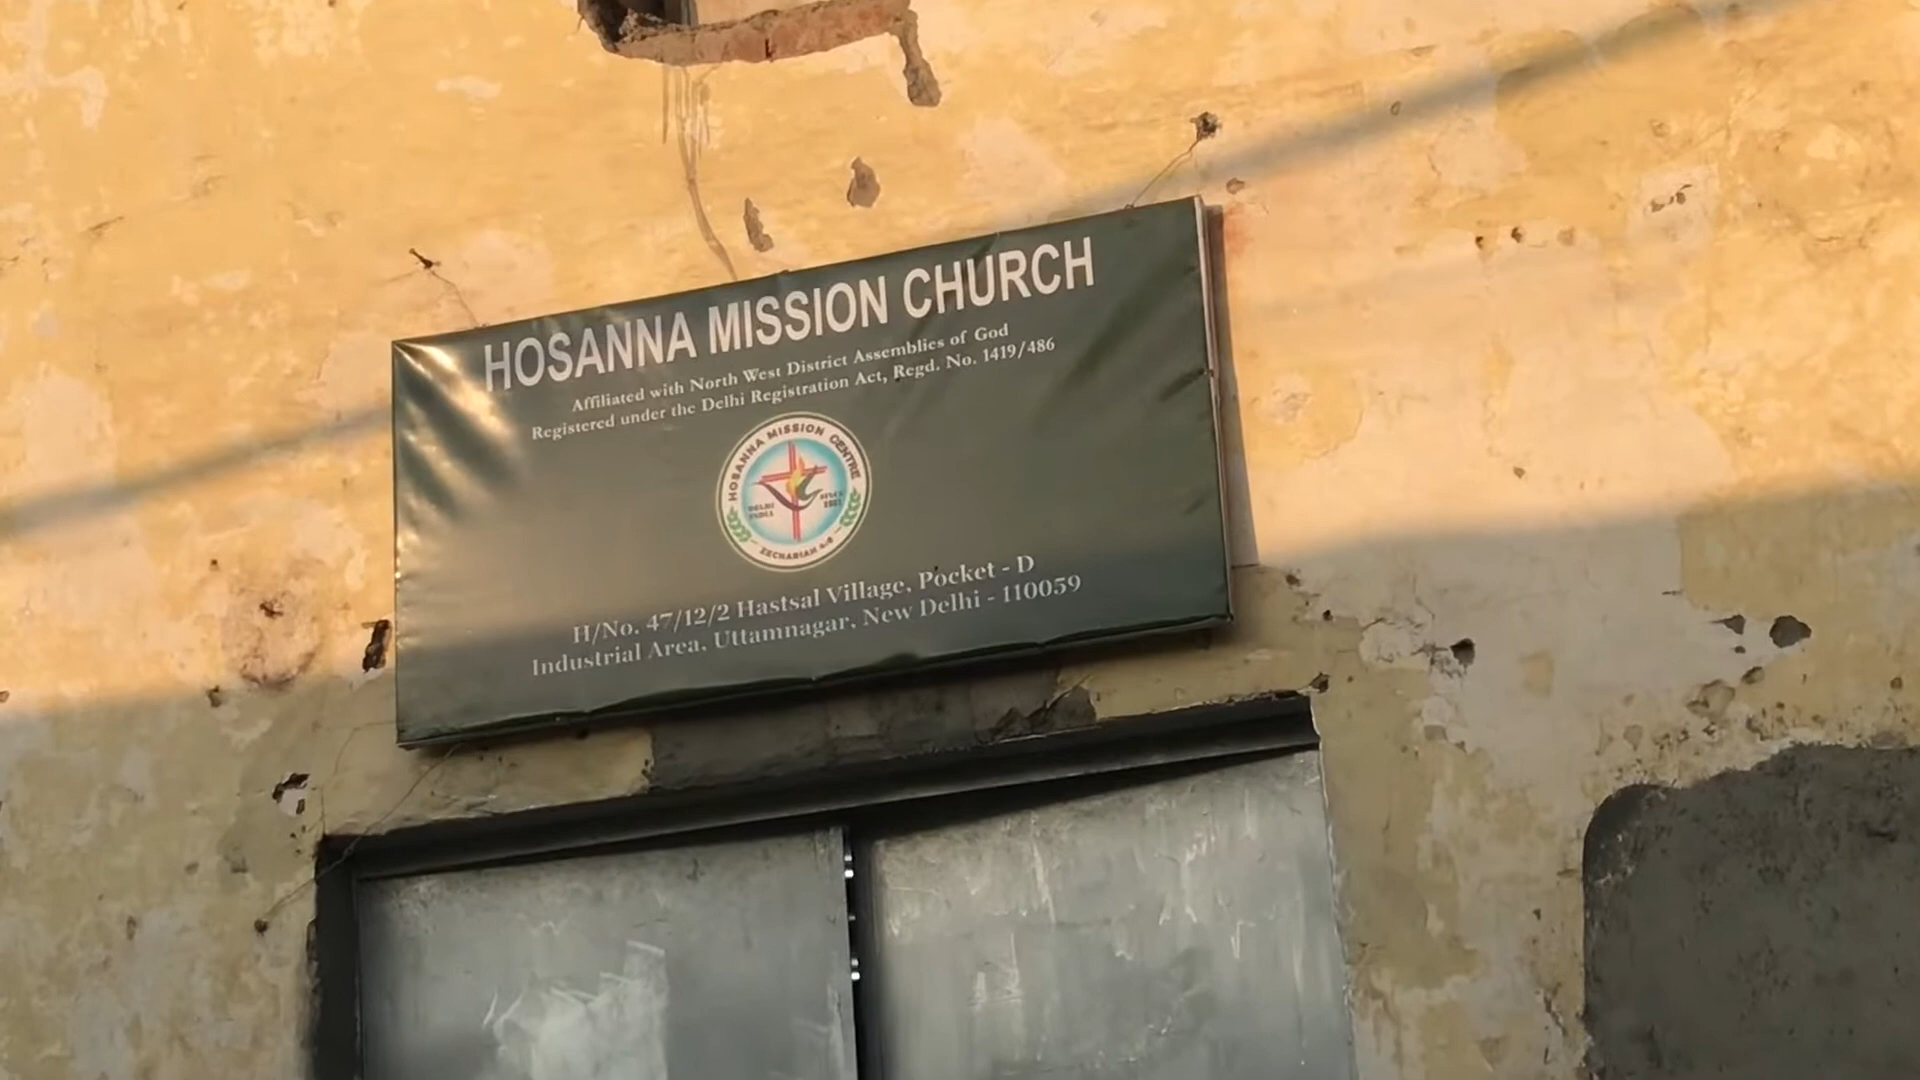 HOSANNA MISSION CHURCH
Affiliated with North West District Assemblies of God
Registered under the Delhi Registration Act, Regd. No. 1419/486
HOSANNA MISSION CENTRE
DELHI
INDIA
SINCE
ZECHARIAH 4:6
H/No. 47/12/2 Hastsal Village, Pocket - D
Industrial Area, Uttamnagar, New Delhi - 110059